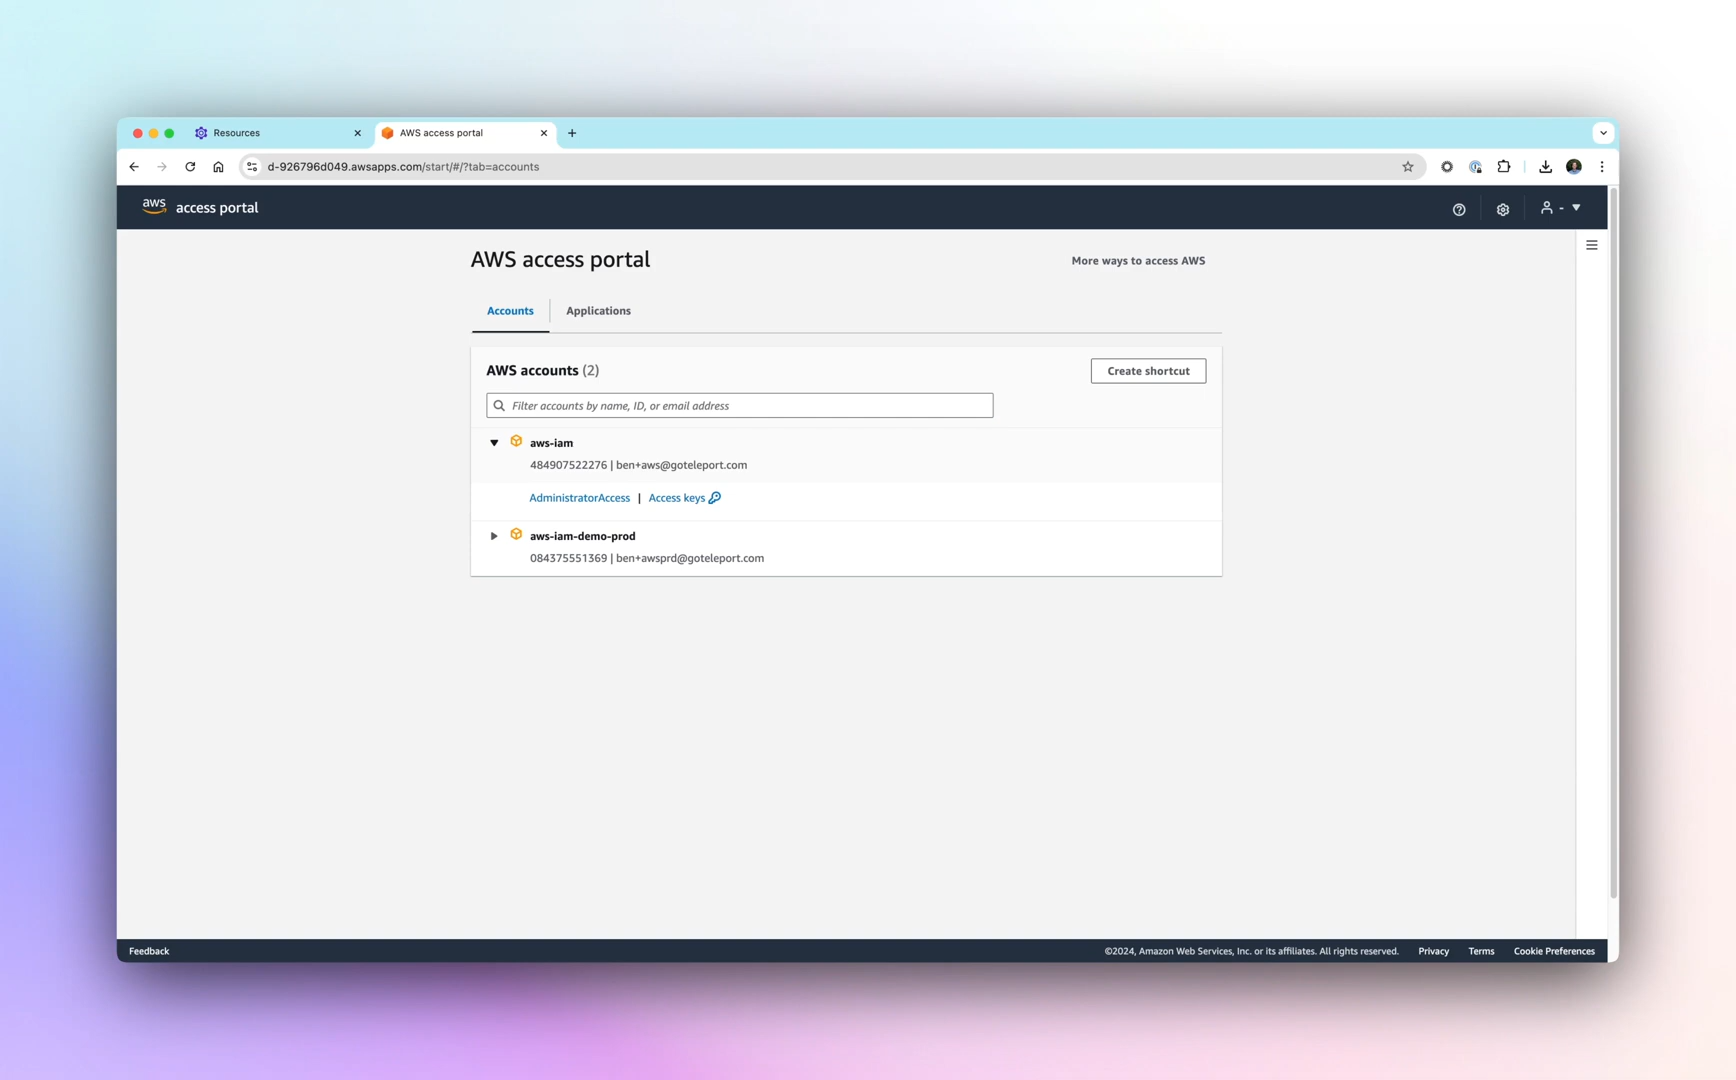 Resources
AWS access portal
d-926796d049.awsapps.com/start/#/?tab=accounts
aws access portal
AWS access portal
More ways to access AWS
Accounts
Applications
AWS accounts (2)
Create shortcut
Filter accounts by name, ID, or email address
aws-iam
484907522276 | ben+aws@goteleport.com
AdministratorAccess | Access keys
aws-iam-demo-prod
084375551369 | ben+awsprd@goteleport.com
Feedback
©2024, Amazon Web Services, Inc. or its affiliates. All rights reserved.
Privacy
Terms
Cookie Preferences